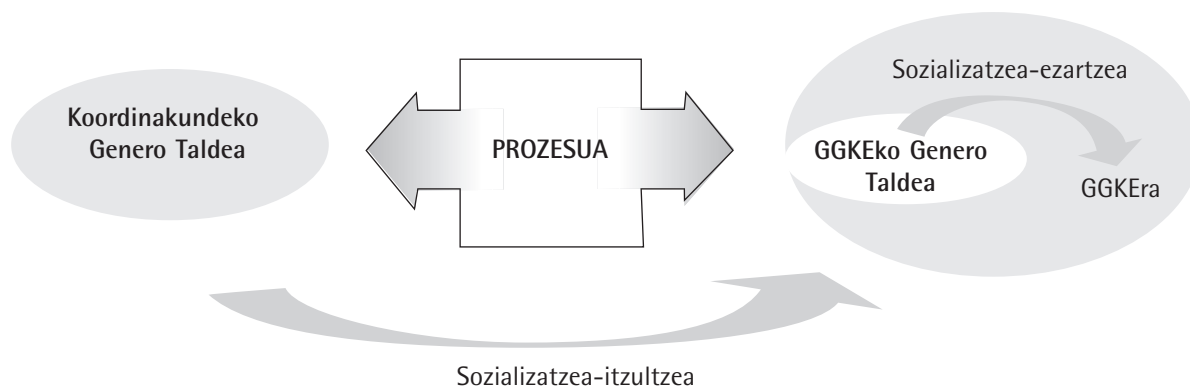 Koordinakundeko
Genero Taldea
PROZESUA
Sozializatzea-ezartzea
GGKEko Genero
Taldea
GGKEra
Sozializatzea-itzultzea